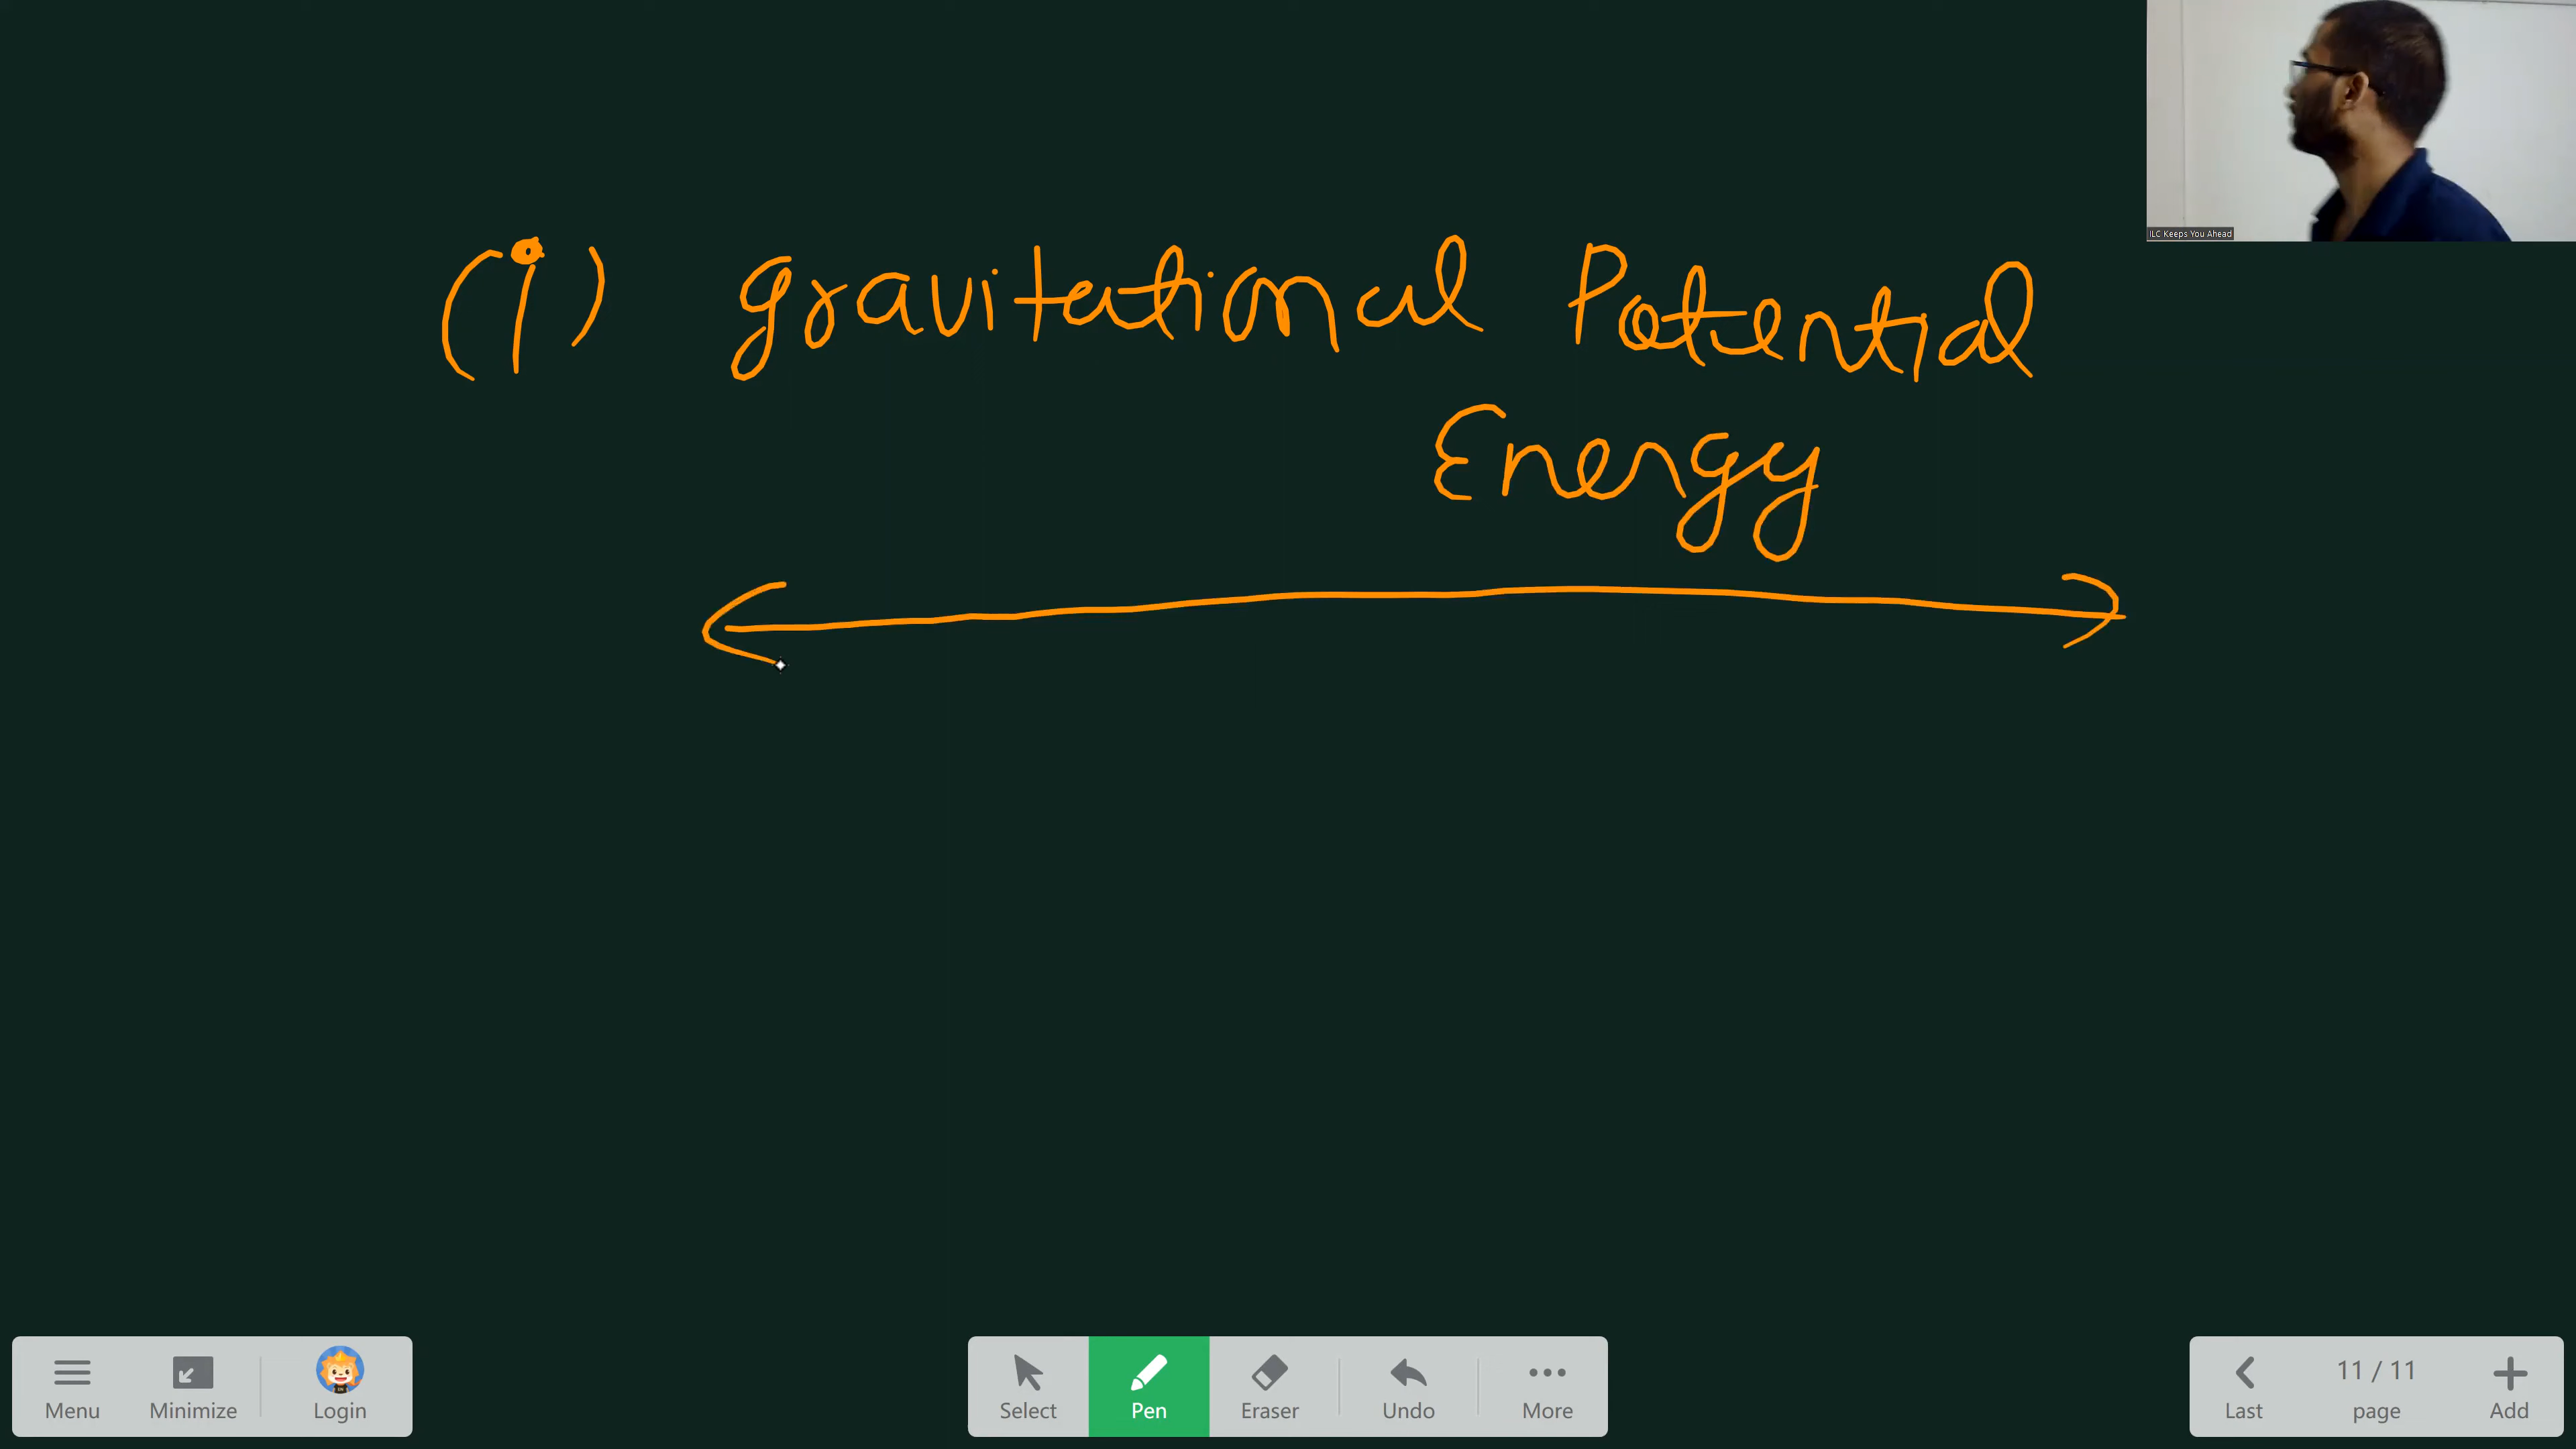 ILC Keeps You Ahead
(i) gravitational Potential
Energy
Menu Minimize Login Select Pen Eraser Undo More Last 11 / 11 page Add